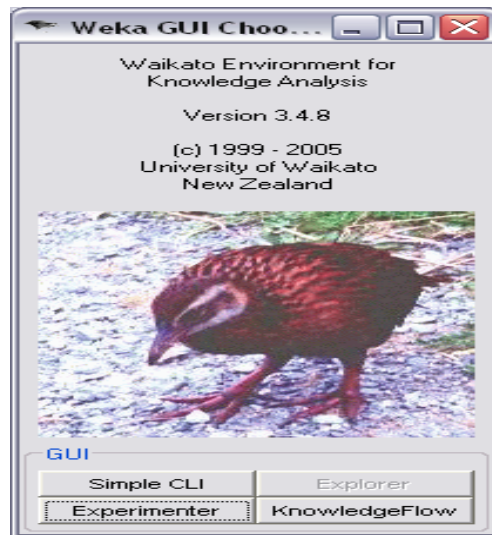 Weka GUI Choo...
Waikato Environment for
Knowledge Analysis
Version 3.4.8
(c) 1999 - 2005
University of Waikato
New Zealand
GUI
Simple CLI
Explorer
Experimenter
KnowledgeFlow